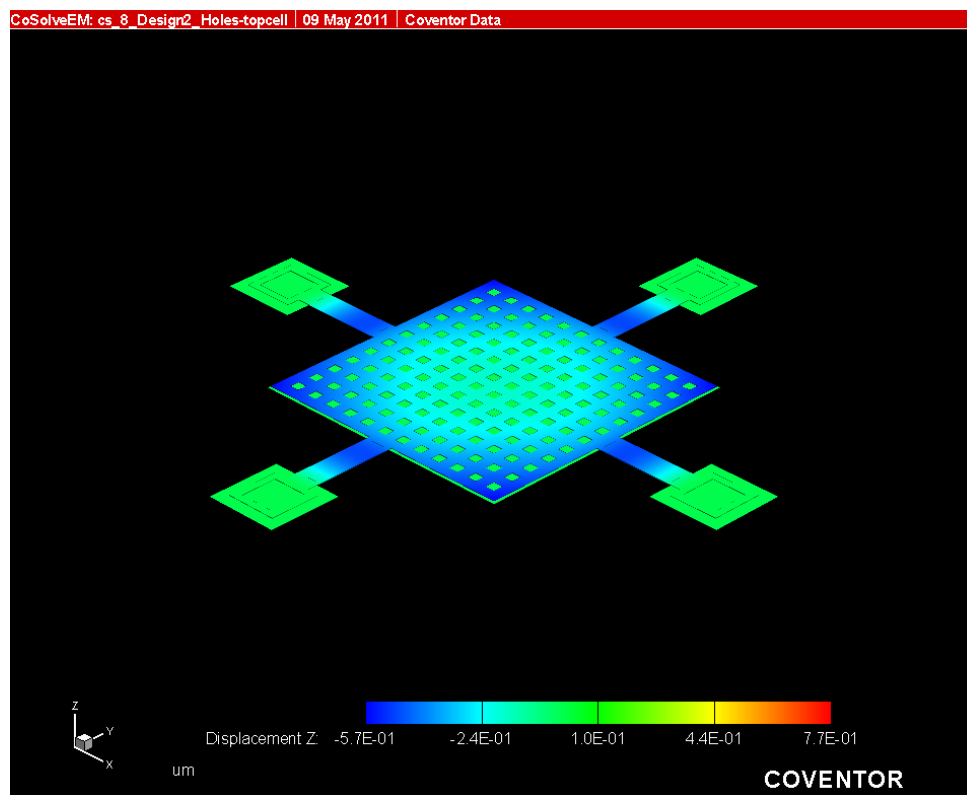 CoSolveEM: cs_8_Design2_Holes-topcell 09 May 2011 Coventor Data
Z
Y
X
Displacement Z: -5.7E-01 -2.4E-01 1.0E-01 4.4E-01 7.7E-01
um
COVENTOR